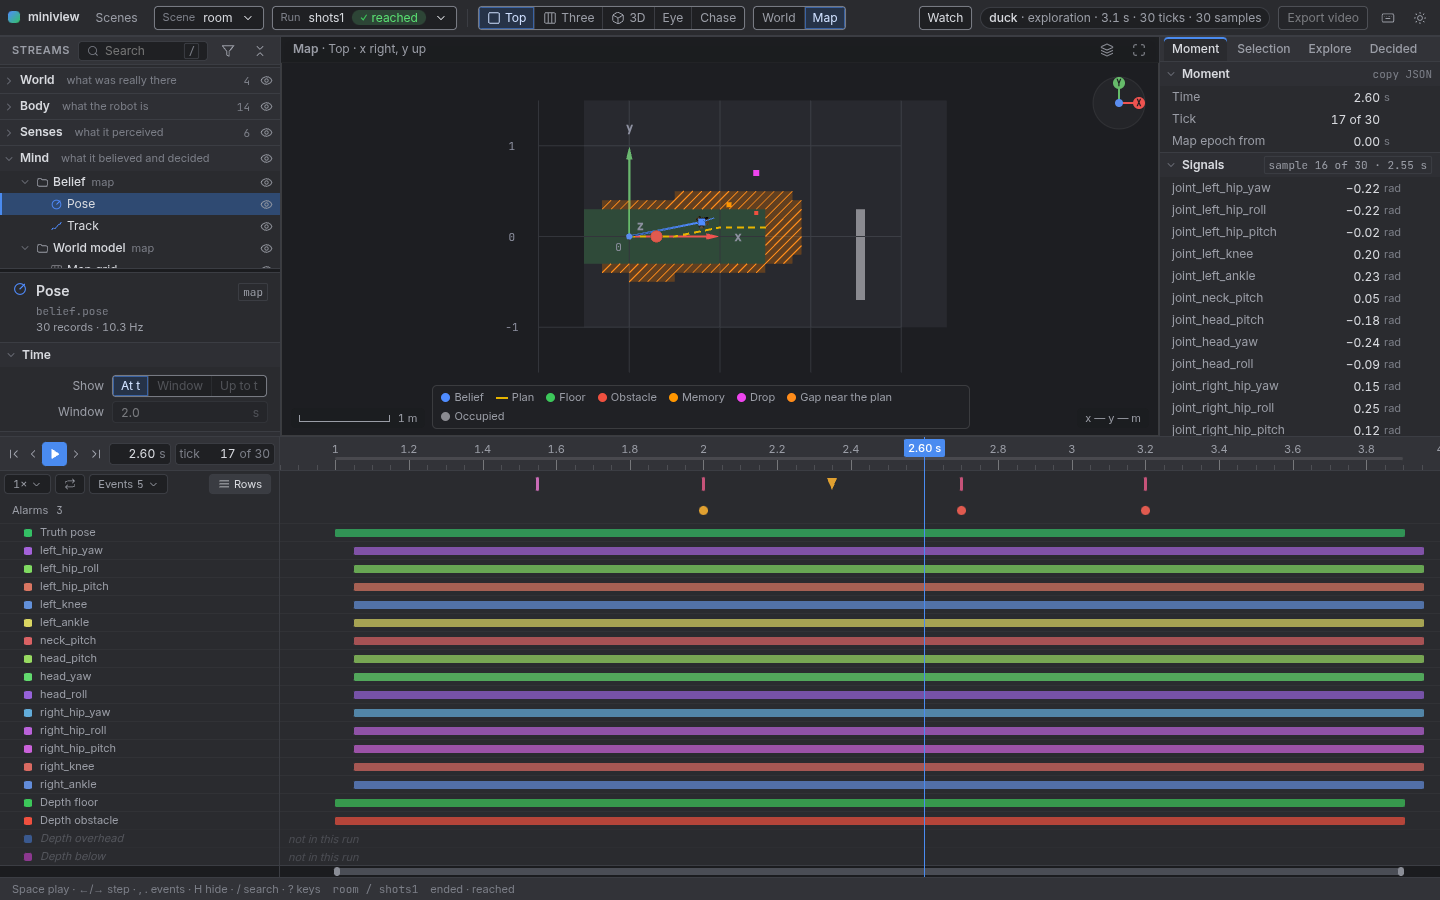 miniview Scenes Scene room Run shots1 ✓ reached Top Three 3D Eye Chase World Map Watch duck · exploration · 3.1 s · 30 ticks · 30 samples Export video
STREAMS Search /
World what was really there 4
Body what the robot is 14
Senses what it perceived 6
Mind what it believed and decided
Belief map
Pose
Track
World model map
Pose map
belief.pose
30 records · 10.3 Hz
Time
Show At t Window Up to t
Window 2.0 s
Map · Top · x right, y up
Y
X
1
0
-1
y
z
x
0
1 m
Belief Plan Floor Obstacle Memory Drop Gap near the plan
Occupied
x — y — m
Moment Selection Explore Decided
Moment copy JSON
Time 2.60 s
Tick 17 of 30
Map epoch from 0.00 s
Signals sample 16 of 30 · 2.55 s
joint_left_hip_yaw −0.22 rad
joint_left_hip_roll −0.22 rad
joint_left_hip_pitch −0.02 rad
joint_left_knee 0.20 rad
joint_left_ankle 0.23 rad
joint_neck_pitch 0.05 rad
joint_head_pitch −0.18 rad
joint_head_yaw −0.24 rad
joint_head_roll −0.09 rad
joint_right_hip_yaw 0.15 rad
joint_right_hip_roll 0.25 rad
joint_right_hip_pitch 0.12 rad
2.60 s tick 17 of 30
1 1.2 1.4 1.6 1.8 2 2.2 2.4 2.60 s 2.8 3 3.2 3.4 3.6 3.8
1× Events 5 Rows
Alarms 3
Truth pose
left_hip_yaw
left_hip_roll
left_hip_pitch
left_knee
left_ankle
neck_pitch
head_pitch
head_yaw
head_roll
right_hip_yaw
right_hip_roll
right_hip_pitch
right_knee
right_ankle
Depth floor
Depth obstacle
Depth overhead not in this run
Depth below not in this run
Space play · ←/→ step · , . events · H hide · / search · ? keys room / shots1 ended · reached